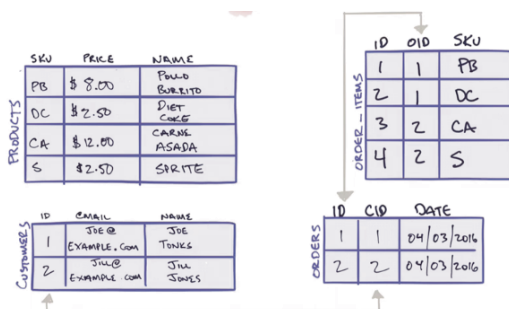 PRODUCTS
SKU PRICE NAME
PB $8.00 POLLO BURRITO
DC $2.50 DIET COKE
CA $12.00 CARNE ASADA
S $2.50 SPRITE
CUSTOMERS
ID EMAIL NAME
1 JOE@EXAMPLE.COM JOE TONKS
2 JILL@EXAMPLE.COM JILL JONES
ORDER-ITEMS
ID OID SKU
1 1 PB
2 1 DC
3 2 CA
4 2 S
ORDERS
ID CID DATE
1 1 04/03/2016
2 2 04/03/2016